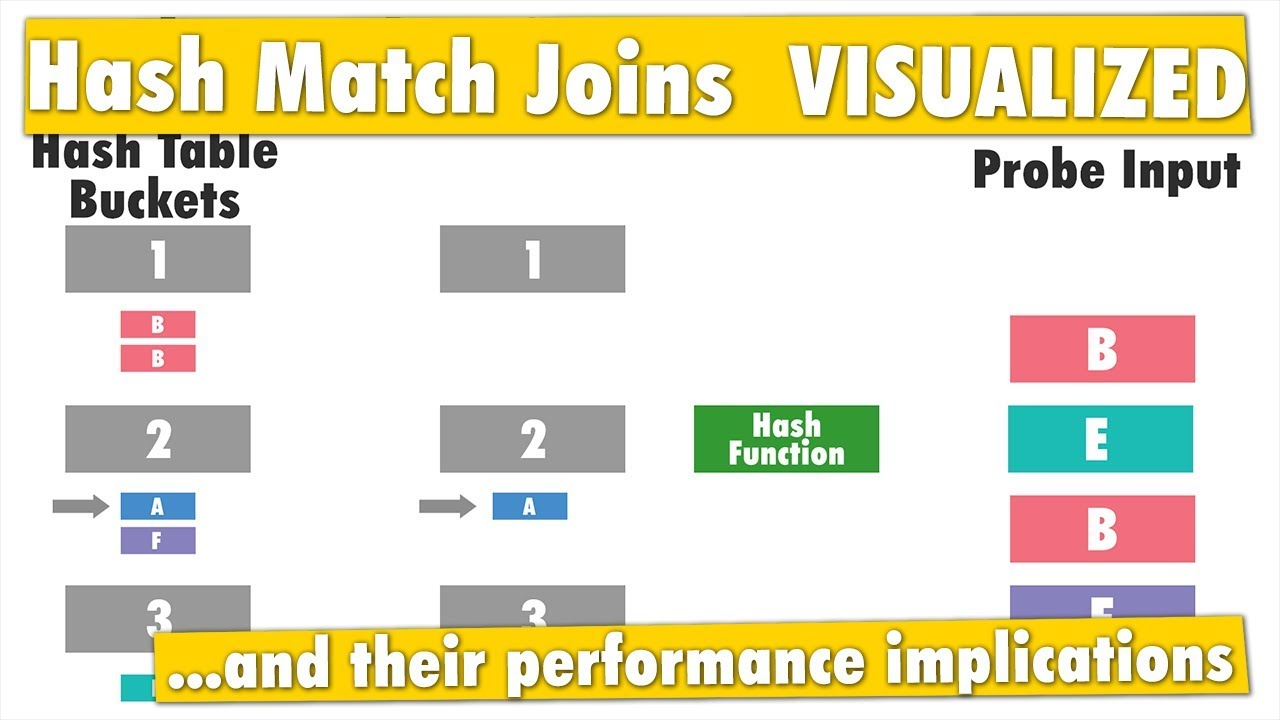 Hash Match Joins VISUALIZED
Hash Table
Buckets
Probe Input
1
1
B
B
B
2
2
Hash
Function
E
A
A
F
B
3
3
...and their performance implications